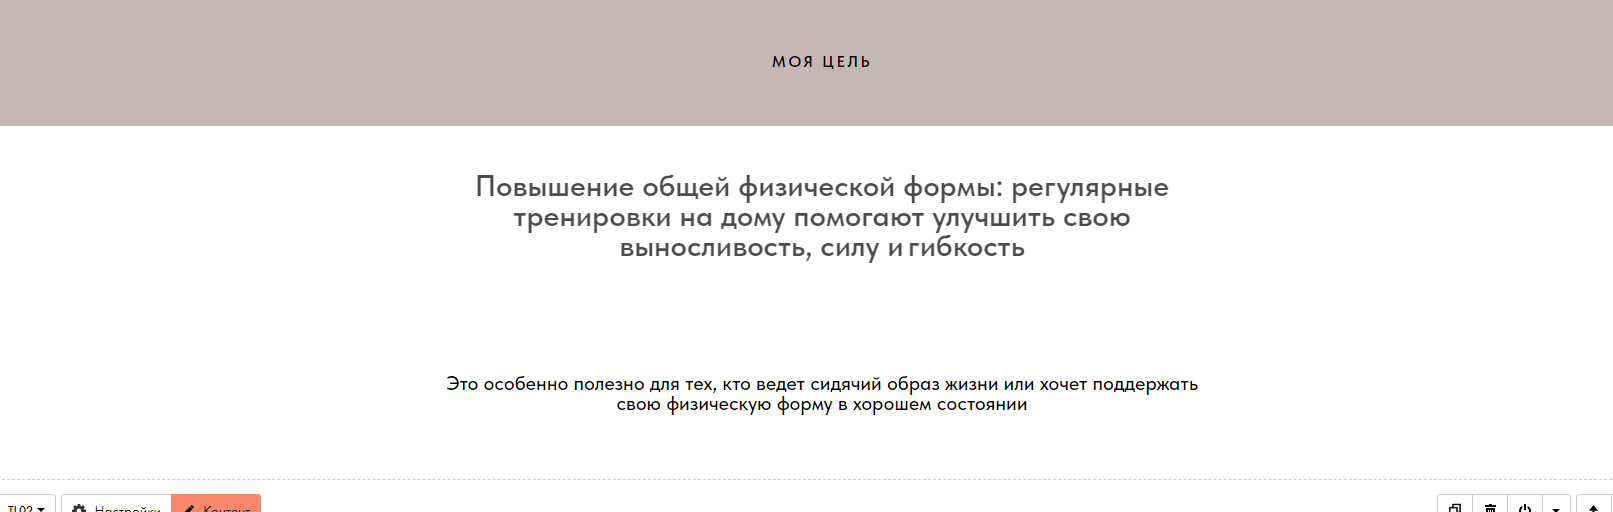 МОЯ ЦЕЛЬ
Повышение общей физической формы: регулярные
тренировки на дому помогают улучшить свою
выносливость, силу и гибкость
Это особенно полезно для тех, кто ведет сидячий образ жизни или хочет поддержать
свою физическую форму в хорошем состоянии
TL02 Настройки Контент